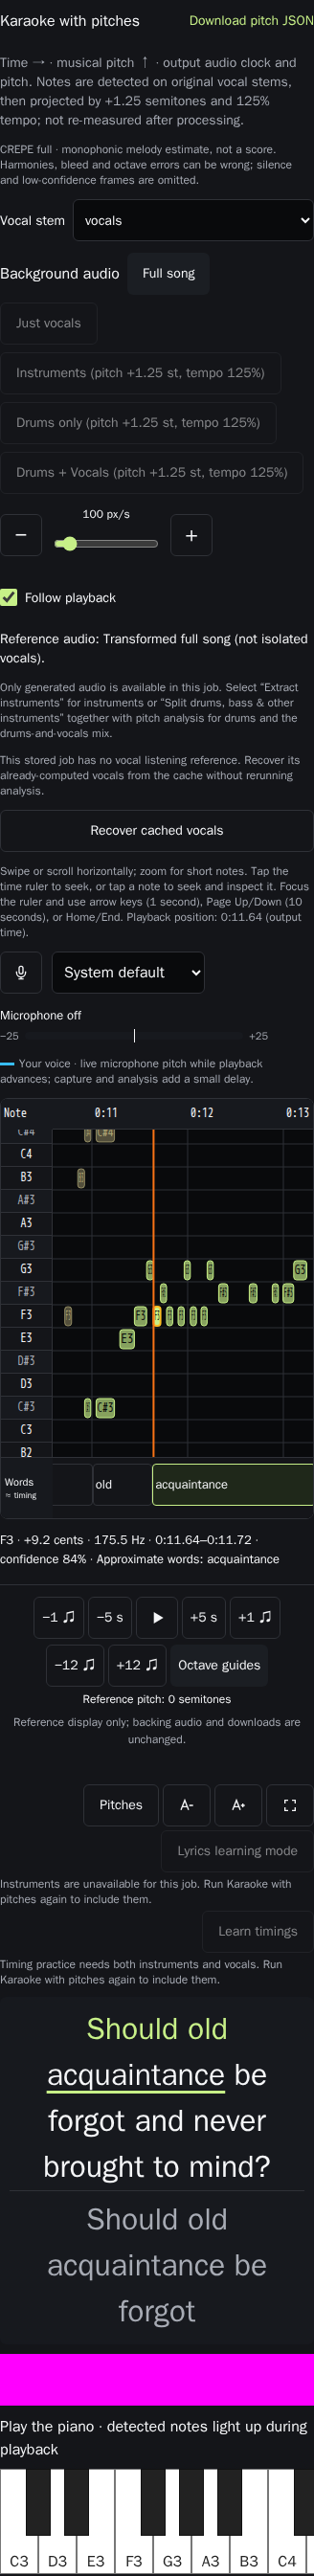 Karaoke with pitches
Download pitch JSON
Time → · musical pitch ↑ · output audio clock and
pitch. Notes are detected on original vocal stems,
then projected by +1.25 semitones and 125%
tempo; not re-measured after processing.
CREPE full · monophonic melody estimate, not a score.
Harmonies, bleed and octave errors can be wrong; silence
and low-confidence frames are omitted.
Vocal stem
vocals
Background audio
Full song
Just vocals
Instruments (pitch +1.25 st, tempo 125%)
Drums only (pitch +1.25 st, tempo 125%)
Drums + Vocals (pitch +1.25 st, tempo 125%)
−
100 px/s
+
Follow playback
Reference audio: Transformed full song (not isolated
vocals).
Only generated audio is available in this job. Select "Extract
instruments" for instruments or "Split drums, bass & other
instruments" together with pitch analysis for drums and the
drums-and-vocals mix.
This stored job has no vocal listening reference. Recover its
already-computed vocals from the cache without rerunning
analysis.
Recover cached vocals
Swipe or scroll horizontally; zoom for short notes. Tap the
time ruler to seek, or tap a note to seek and inspect it. Focus
the ruler and use arrow keys (1 second), Page Up/Down (10
seconds), or Home/End. Playback position: 0:11.64 (output
time).
System default
Microphone off
−25
+25
Your voice · live microphone pitch while playback
advances; capture and analysis add a small delay.
Note
0:11
0:12
0:13
C#4
C#4
C4
B3
A#3
A3
G#3
G3
G3
F#3
F3
F3
E3
E3
D#3
D3
C#3
C#3
C3
B2
Words
≈ timing
old
acquaintance
F3 · +9.2 cents · 175.5 Hz · 0:11.64–0:11.72 ·
confidence 84% · Approximate words: acquaintance
−1 ♫
−5 s
+5 s
+1 ♫
−12 ♫
+12 ♫
Octave guides
Reference pitch: 0 semitones
Reference display only; backing audio and downloads are
unchanged.
Pitches
A-
A+
Lyrics learning mode
Instruments are unavailable for this job. Run Karaoke with
pitches again to include them.
Learn timings
Timing practice needs both instruments and vocals. Run
Karaoke with pitches again to include them.
Should old
acquaintance be
forgot and never
brought to mind?
Should old
acquaintance be
forgot
Play the piano · detected notes light up during
playback
C3
D3
E3
F3
G3
A3
B3
C4